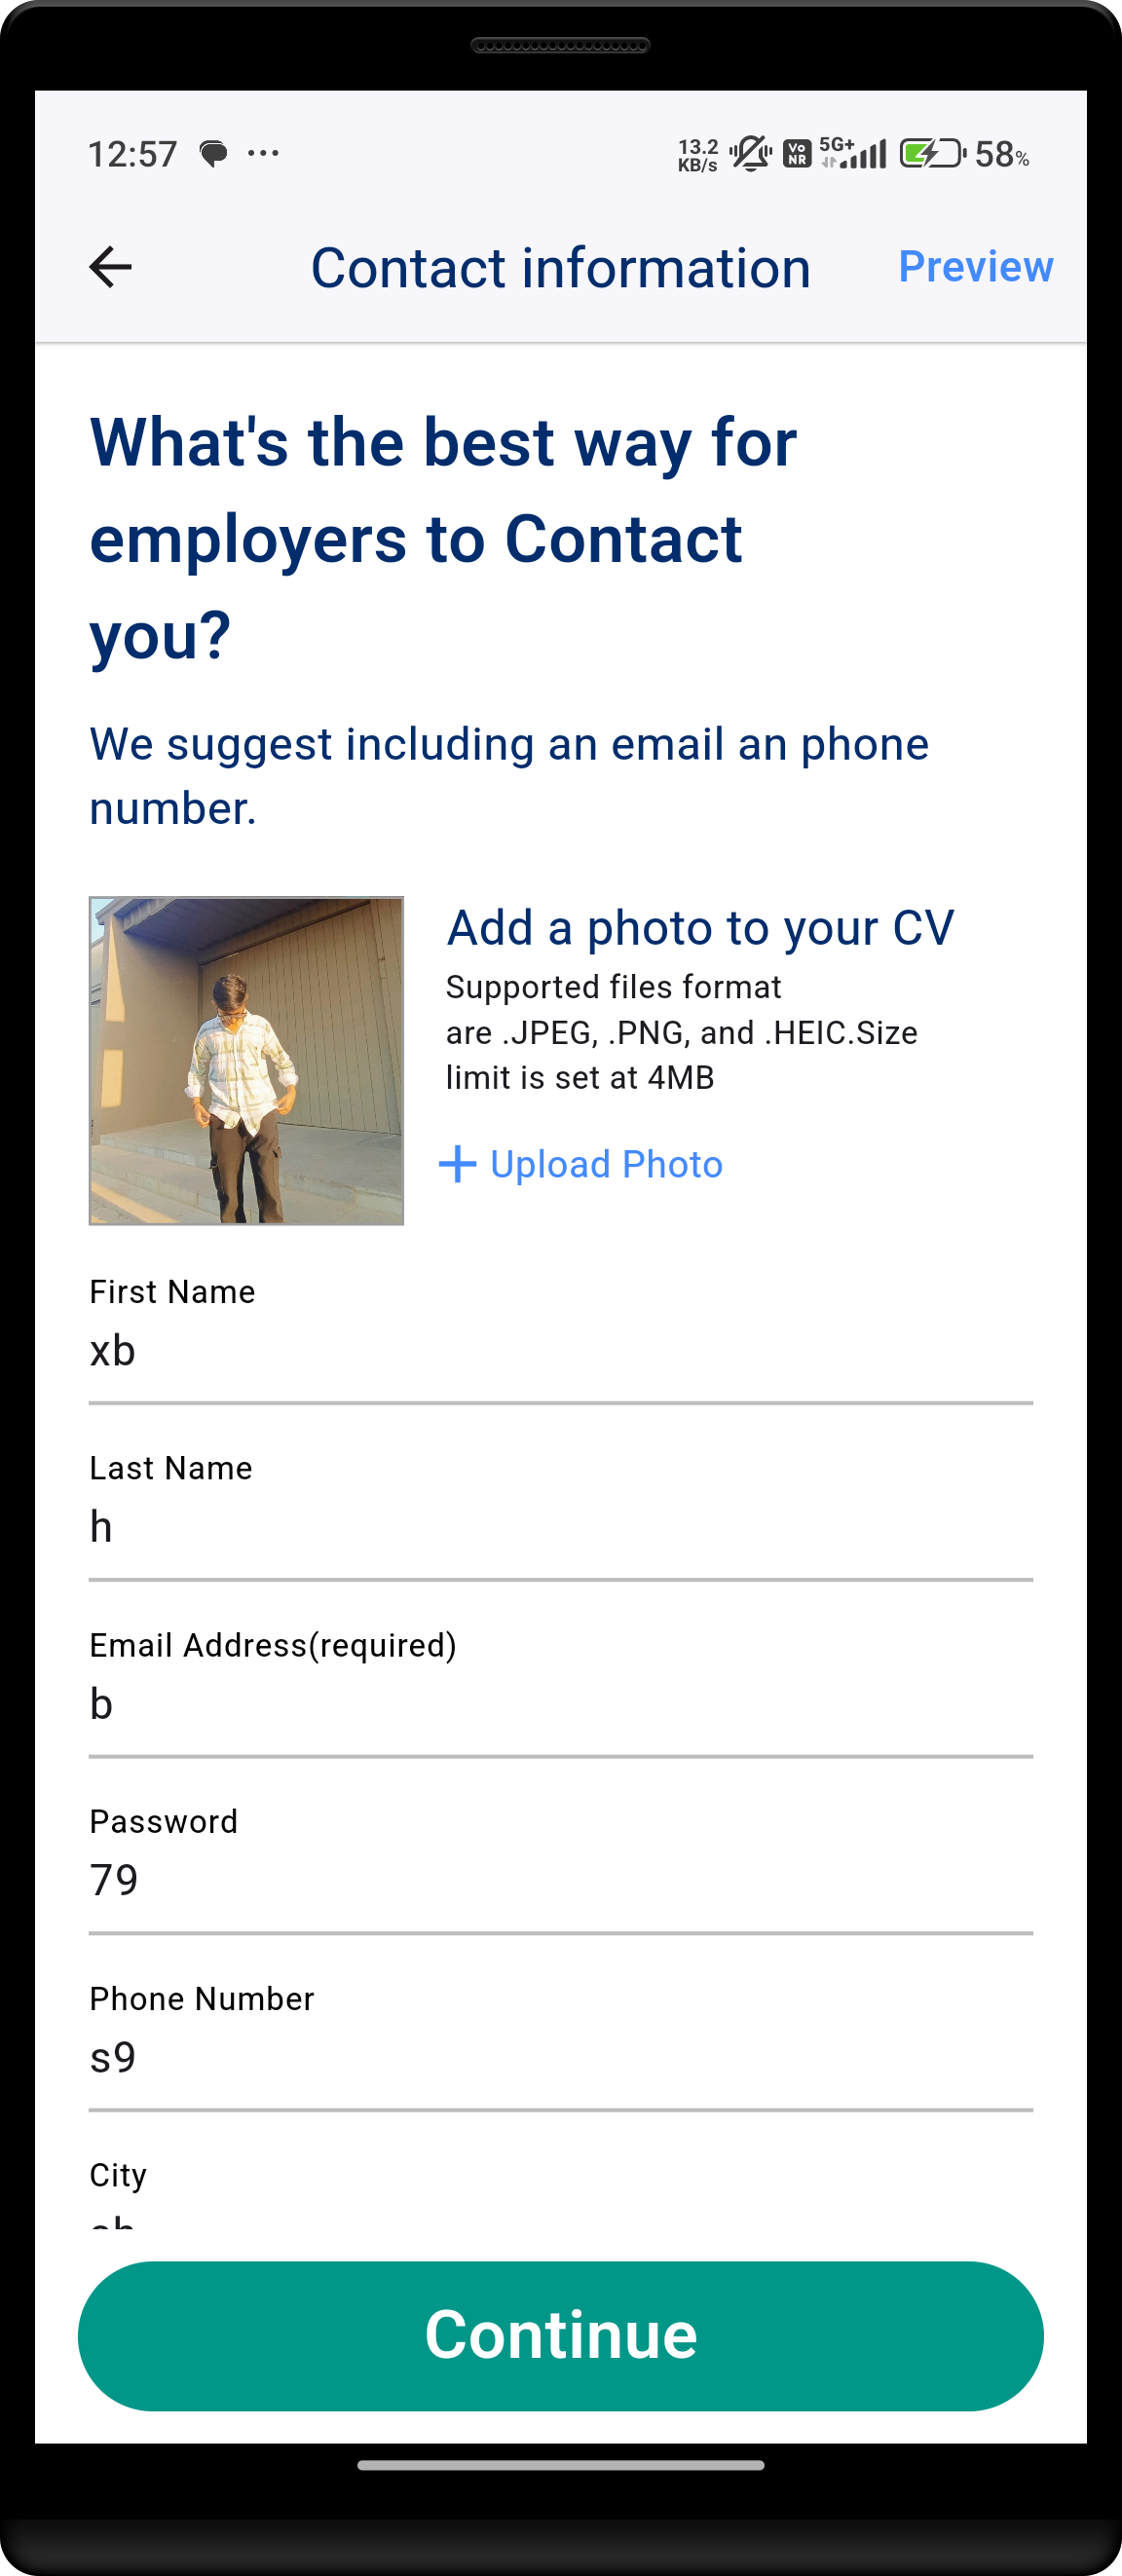 12:57
13.2
KB/s
Vo
NR
5G+
58%
Contact information
Preview
What's the best way for
employers to Contact
you?
We suggest including an email an phone
number.
Add a photo to your CV
Supported files format
are .JPEG, .PNG, and .HEIC.Size
limit is set at 4MB
Upload Photo
First Name
xb
Last Name
h
Email Address(required)
b
Password
79
Phone Number
s9
City
Continue